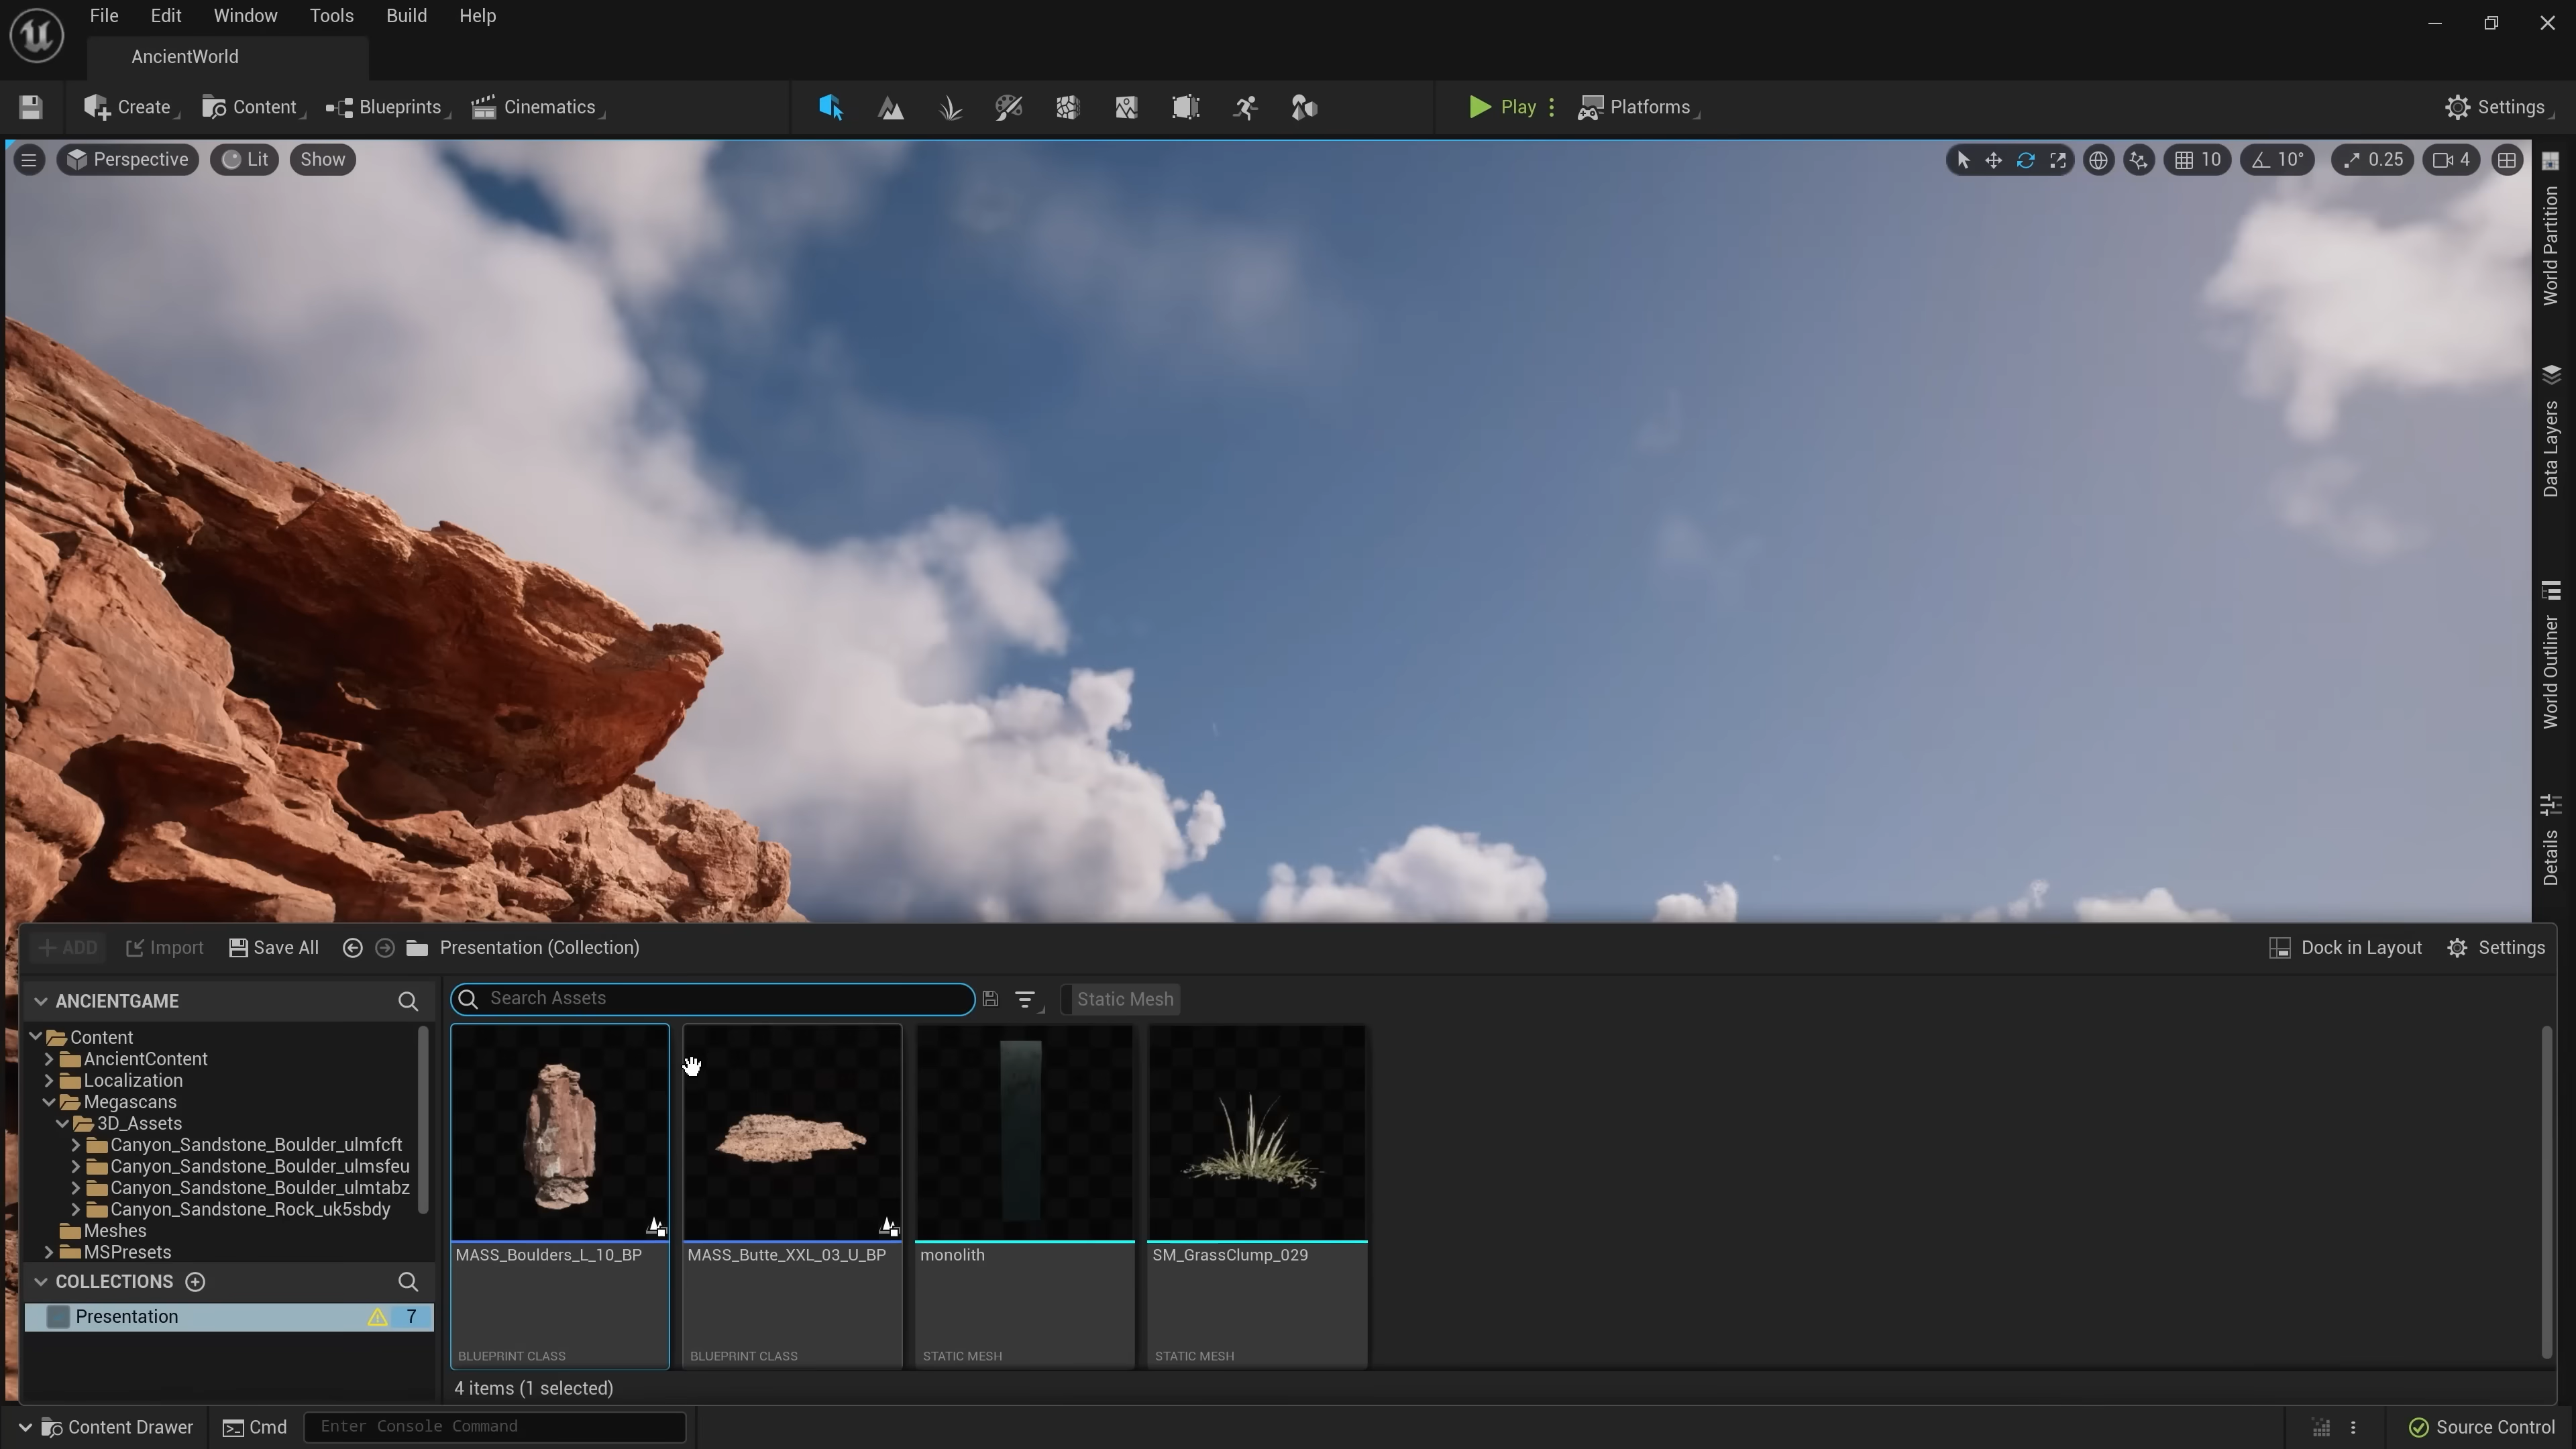 File Edit Window Tools Build Help
AncientWorld
Create Content Blueprints Cinematics Play Platforms Settings
Perspective Lit Show 10 10° 0.25 4
World Partition
Data Layers
World Outliner
Details
+ ADD Import Save All Presentation (Collection) Dock in Layout Settings
ANCIENTGAME
Search Assets Static Mesh
Content
AncientContent
Localization
Megascans
3D_Assets
Canyon_Sandstone_Boulder_ulmfcft
Canyon_Sandstone_Boulder_ulmsfeu
Canyon_Sandstone_Boulder_ulmtabz
Canyon_Sandstone_Rock_uk5sbdy
Meshes
MSPresets
COLLECTIONS
Presentation 7
MASS_Boulders_L_10_BP MASS_Butte_XXL_03_U_BP monolith SM_GrassClump_029
BLUEPRINT CLASS BLUEPRINT CLASS STATIC MESH STATIC MESH
4 items (1 selected)
Content Drawer Cmd Enter Console Command Source Control